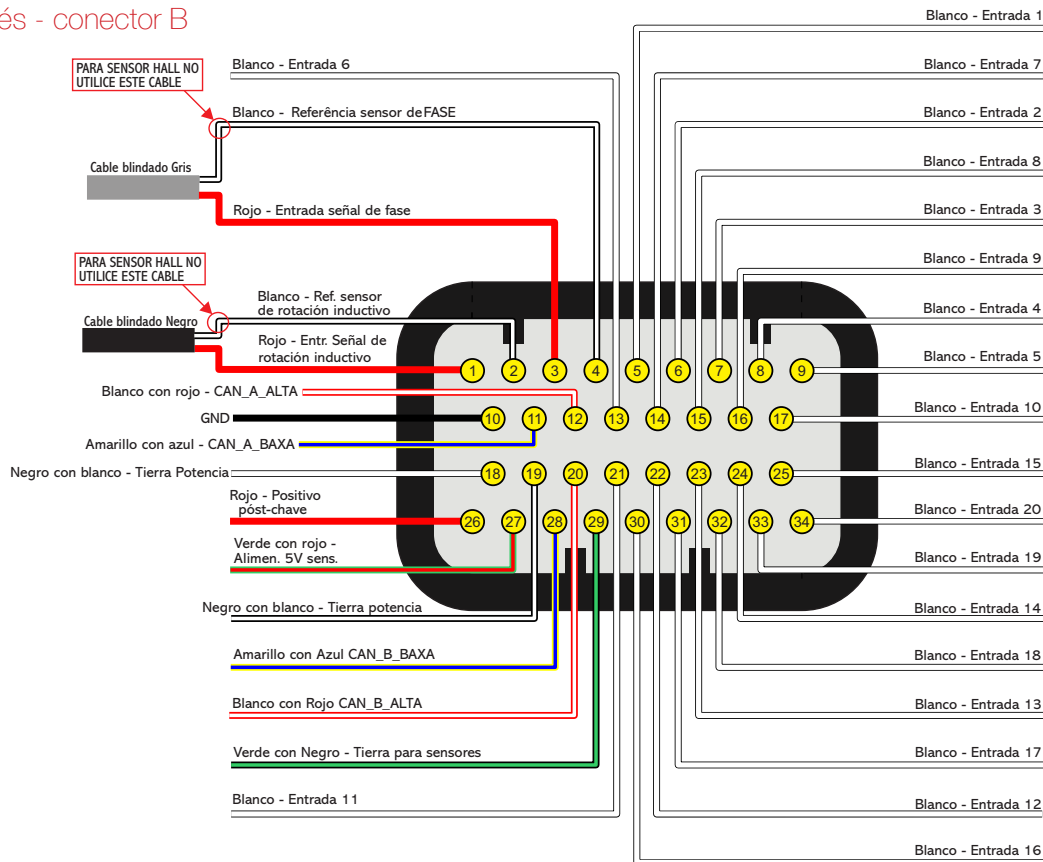 és - conector B
PARA SENSOR HALL NO
UTILICE ESTE CABLE
Blanco - Entrada 6
Blanco - Referência sensor de FASE
Cable blindado Gris
Rojo - Entrada señal de fase
PARA SENSOR HALL NO
UTILICE ESTE CABLE
Blanco - Ref. sensor
de rotación inductivo
Cable blindado Negro
Rojo - Entr. Señal de
rotación inductivo
Blanco con rojo - CAN_A_ALTA
GND
Amarillo con azul - CAN_A_BAXA
Negro con blanco - Tierra Potencia
Rojo - Positivo
póst-chave
Verde con rojo -
Alimen. 5V sens.
Negro con blanco - Tierra potencia
Amarillo con Azul CAN_B_BAXA
Blanco con Rojo CAN_B_ALTA
Verde con Negro - Tierra para sensores
Blanco - Entrada 11
1 2 3 4 5 6 7 8 9
10 11 12 13 14 15 16 17
18 19 20 21 22 23 24 25
26 27 28 29 30 31 32 33 34
Blanco - Entrada 1
Blanco - Entrada 7
Blanco - Entrada 2
Blanco - Entrada 8
Blanco - Entrada 3
Blanco - Entrada 9
Blanco - Entrada 4
Blanco - Entrada 5
Blanco - Entrada 10
Blanco - Entrada 15
Blanco - Entrada 20
Blanco - Entrada 19
Blanco - Entrada 14
Blanco - Entrada 18
Blanco - Entrada 13
Blanco - Entrada 17
Blanco - Entrada 12
Blanco - Entrada 16